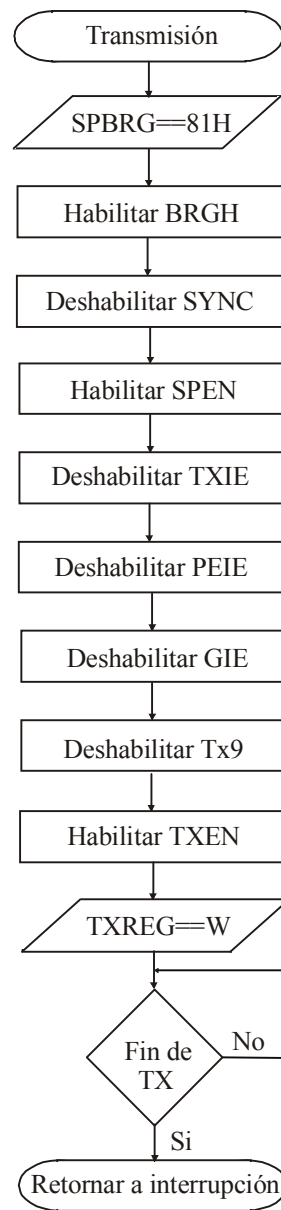 Transmisión
SPBRG==81H
Habilitar BRGH
Deshabilitar SYNC
Habilitar SPEN
Deshabilitar TXIE
Deshabilitar PEIE
Deshabilitar GIE
Deshabilitar Tx9
Habilitar TXEN
TXREG==W
Fin de
TX
No
Si
Retornar a interrupción